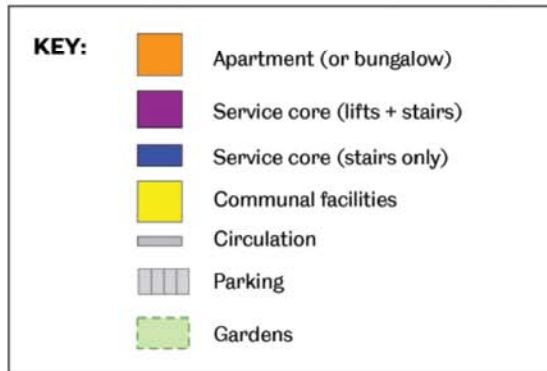 KEY:
Apartment (or bungalow)
Service core (lifts + stairs)
Service core (stairs only)
Communal facilities
Circulation
Parking
Gardens